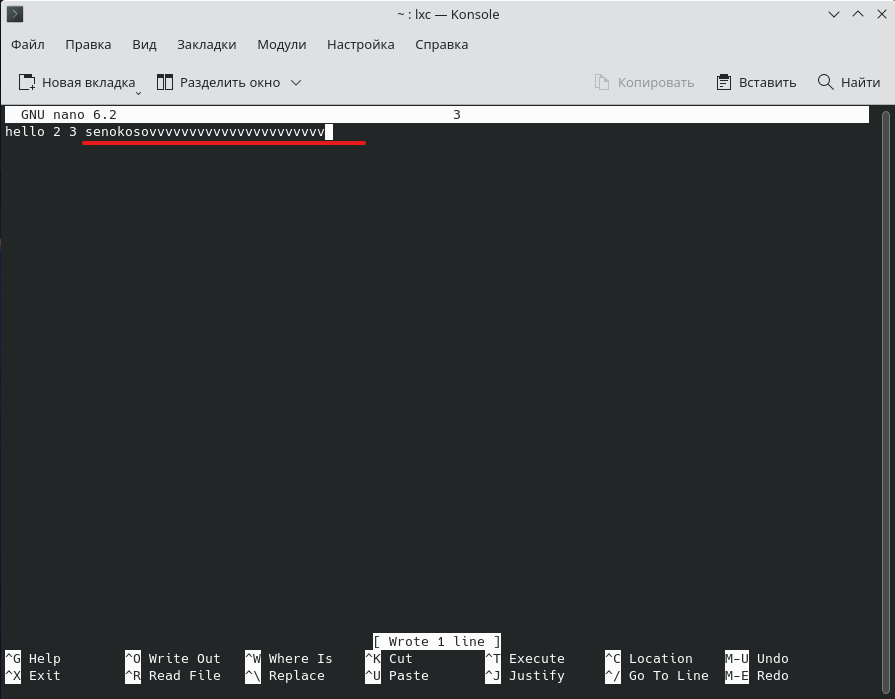 ~ : lxc — Konsole
Файл Правка Вид Закладки Модули Настройка Справка
Новая вкладка Разделить окно Копировать Вставить Найти
GNU nano 6.2 3
hello 2 3 senokosovvvvvvvvvvvvvvvvvvvvvv
[ Wrote 1 line ]
^G Help ^O Write Out ^W Where Is ^K Cut ^T Execute ^C Location M-U Undo
^X Exit ^R Read File ^\ Replace ^U Paste ^J Justify ^/ Go To Line M-E Redo